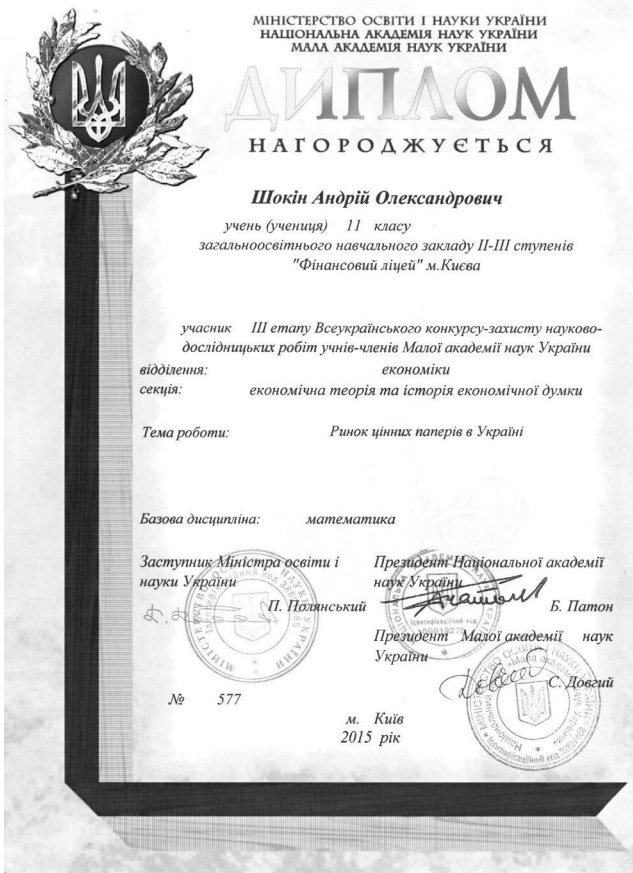 МІНІСТЕРСТВО ОСВІТИ І НАУКИ УКРАЇНИ
НАЦІОНАЛЬНА АКАДЕМІЯ НАУК УКРАЇНИ
МАЛА АКАДЕМІЯ НАУК УКРАЇНИ
ДИПЛОМ
НАГОРОДЖУЄТЬСЯ
Шокін Андрій Олександрович
учень (учениця) 11 класу
загальноосвітнього навчального закладу ІІ-ІІІ ступенів
"Фінансовий ліцей" м.Києва
учасник ІІІ етапу Всеукраїнського конкурсу-захисту науково-
дослідницьких робіт учнів-членів Малої академії наук України
відділення: економіки
секція: економічна теорія та історія економічної думки
Тема роботи: Ринок цінних паперів в Україні
Базова дисципліна: математика
Заступник Міністра освіти і
науки України
П. Полянський
Президент Національної академії
наук України
Б. Патон
Президент Малої академії наук
України
С. Довгий
№ 577
м. Київ
2015 рік